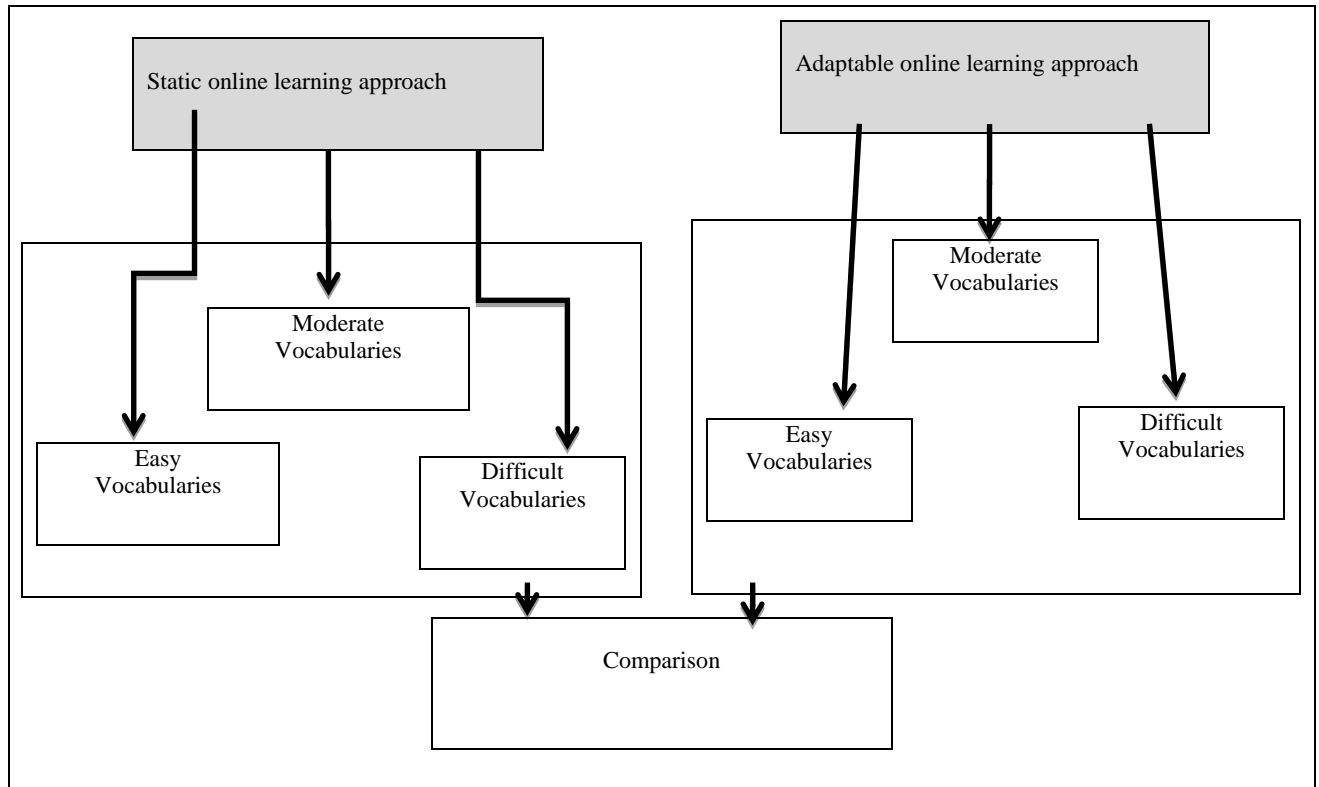 Static online learning approach
Adaptable online learning approach
Moderate
Vocabularies
Easy
Vocabularies
Difficult
Vocabularies
Moderate
Vocabularies
Easy
Vocabularies
Difficult
Vocabularies
Comparison